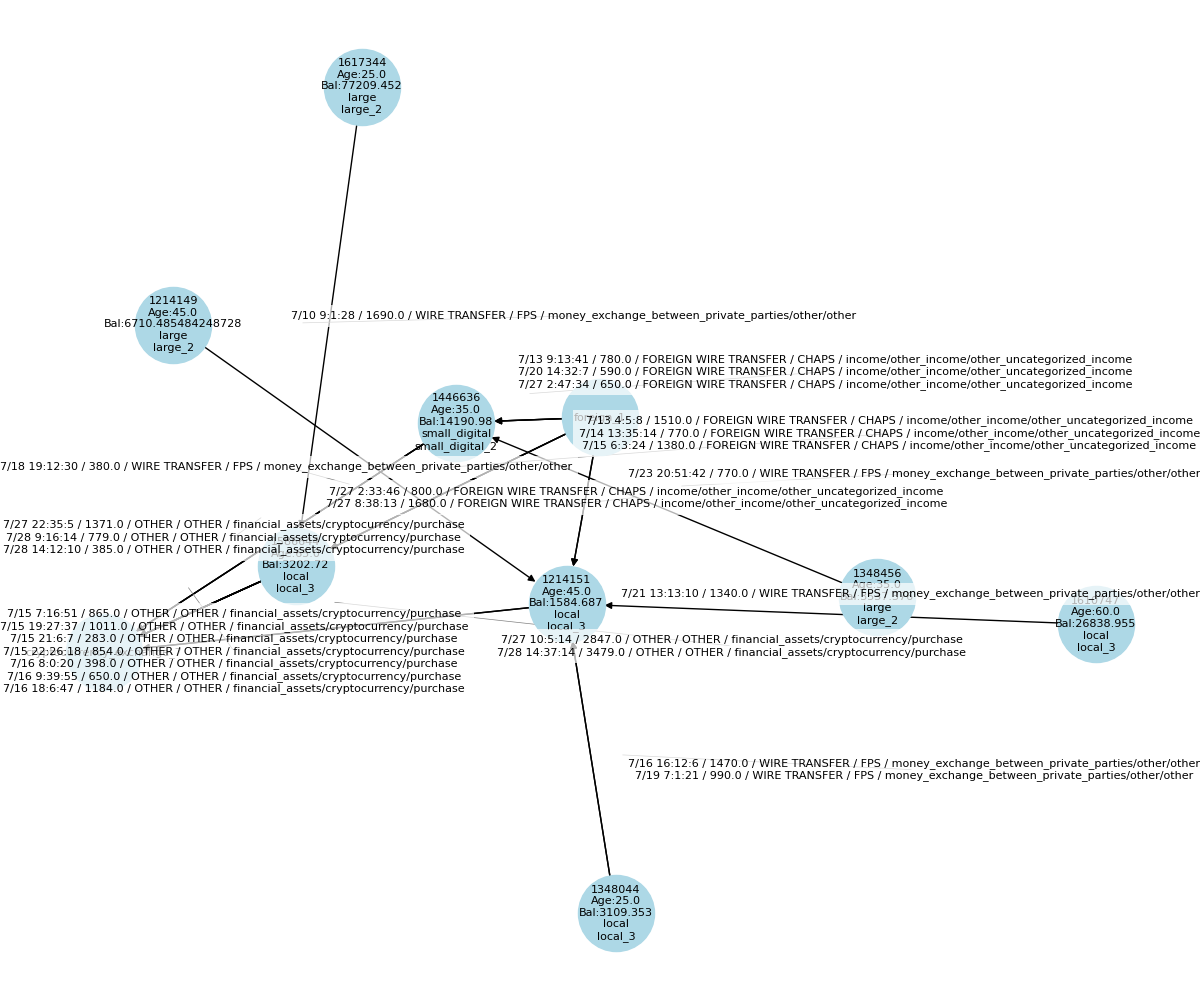 1617344
Age:25.0
Bal:77209.452
large
large_2
1214149
Age:45.0
Bal:6710.485484248728
large
large_2
7/10 9:1:28 / 1690.0 / WIRE TRANSFER / FPS / money_exchange_between_private_parties/other/other
7/13 9:13:41 / 780.0 / FOREIGN WIRE TRANSFER / CHAPS / income/other_income/other_uncategorized_income
7/20 14:32:7 / 590.0 / FOREIGN WIRE TRANSFER / CHAPS / income/other_income/other_uncategorized_income
7/27 2:47:34 / 650.0 / FOREIGN WIRE TRANSFER / CHAPS / income/other_income/other_uncategorized_income
1446636
Age:35.0
Bal:14190.98
small_digital
small_digital_2
7/13 4:5:8 / 1510.0 / FOREIGN WIRE TRANSFER / CHAPS / income/other_income/other_uncategorized_income
7/14 13:35:14 / 770.0 / FOREIGN WIRE TRANSFER / CHAPS / income/other_income/other_uncategorized_income
7/15 6:3:24 / 1380.0 / FOREIGN WIRE TRANSFER / CHAPS / income/other_income/other_uncategorized_income
7/18 19:12:30 / 380.0 / WIRE TRANSFER / FPS / money_exchange_between_private_parties/other/other
7/23 20:51:42 / 770.0 / WIRE TRANSFER / FPS / money_exchange_between_private_parties/other/other
7/27 2:33:46 / 800.0 / FOREIGN WIRE TRANSFER / CHAPS / income/other_income/other_uncategorized_income
7/27 8:38:13 / 1680.0 / FOREIGN WIRE TRANSFER / CHAPS / income/other_income/other_uncategorized_income
7/27 22:35:5 / 1371.0 / OTHER / OTHER / financial_assets/cryptocurrency/purchase
7/28 9:16:14 / 779.0 / OTHER / OTHER / financial_assets/cryptocurrency/purchase
7/28 14:12:10 / 385.0 / OTHER / OTHER / financial_assets/cryptocurrency/purchase
Bal:3202.72
local
local_3
1214151
Age:45.0
Bal:1584.687
local
local_3
1348456
large
large_2
7/21 13:13:10 / 1340.0 / WIRE TRANSFER / FPS / money_exchange_between_private_parties/other/other
Age:60.0
Bal:26838.955
local
local_3
7/15 7:16:51 / 865.0 / OTHER / OTHER / financial_assets/cryptocurrency/purchase
7/15 19:27:37 / 1011.0 / OTHER / OTHER / financial_assets/cryptocurrency/purchase
7/15 21:6:7 / 283.0 / OTHER / OTHER / financial_assets/cryptocurrency/purchase
7/15 22:26:18 / 854.0 / OTHER / OTHER / financial_assets/cryptocurrency/purchase
7/16 8:0:20 / 398.0 / OTHER / OTHER / financial_assets/cryptocurrency/purchase
7/16 9:39:55 / 650.0 / OTHER / OTHER / financial_assets/cryptocurrency/purchase
7/16 18:6:47 / 1184.0 / OTHER / OTHER / financial_assets/cryptocurrency/purchase
7/27 10:5:14 / 2847.0 / OTHER / OTHER / financial_assets/cryptocurrency/purchase
7/28 14:37:14 / 3479.0 / OTHER / OTHER / financial_assets/cryptocurrency/purchase
7/16 16:12:6 / 1470.0 / WIRE TRANSFER / FPS / money_exchange_between_private_parties/other/other
7/19 7:1:21 / 990.0 / WIRE TRANSFER / FPS / money_exchange_between_private_parties/other/other
1348044
Age:25.0
Bal:3109.353
local
local_3